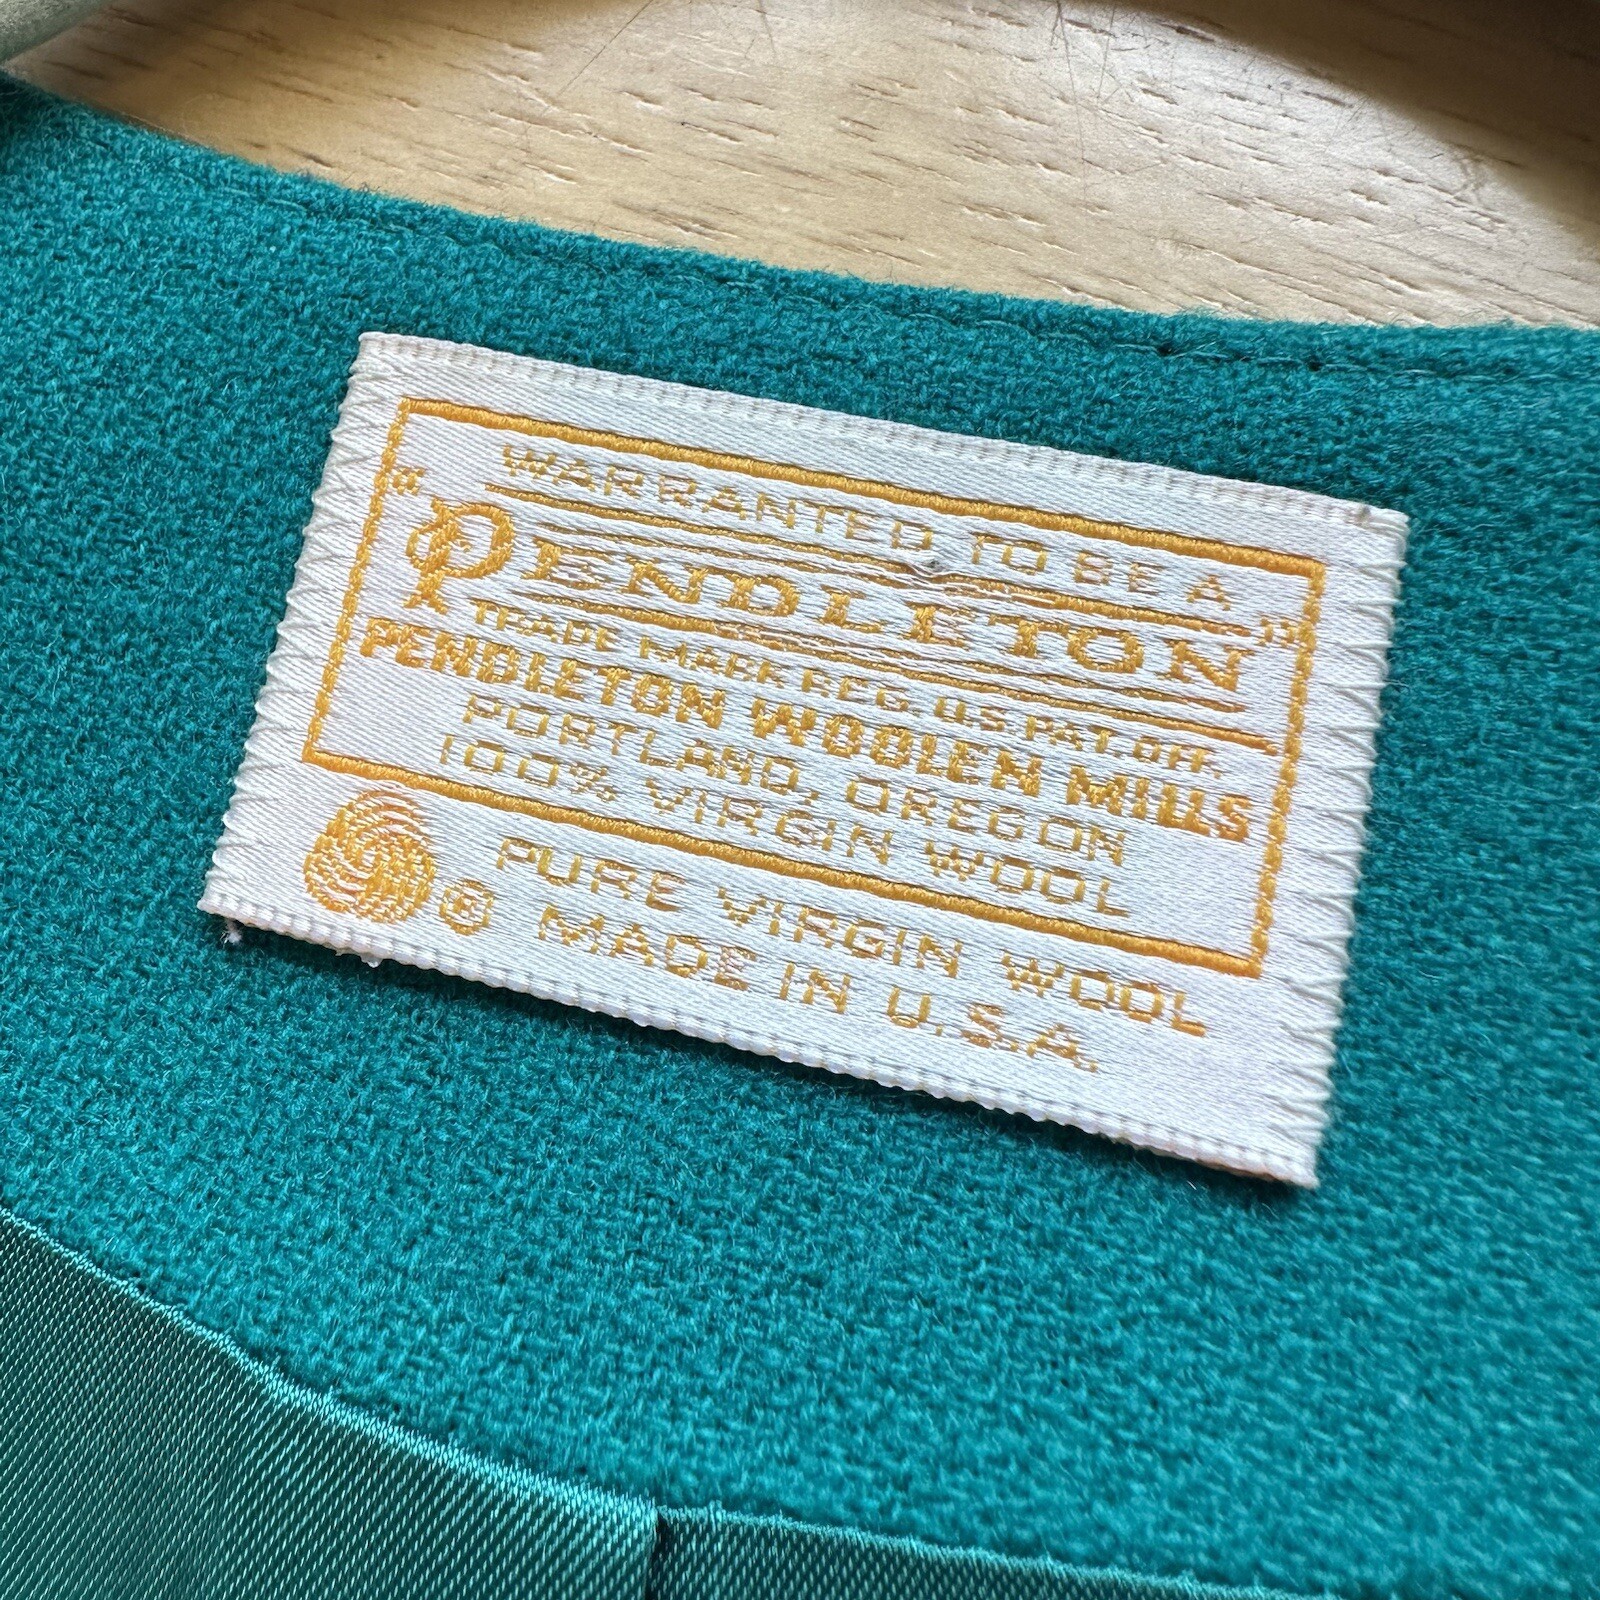 WARRANTED TO BE A
"PENDLETON"
TRADE MARK REG. U.S. PAT. OFF.
PENDLETON WOOLEN MILLS
PORTLAND, OREGON
100% VIRGIN WOOL
® PURE VIRGIN WOOL
MADE IN U.S.A.